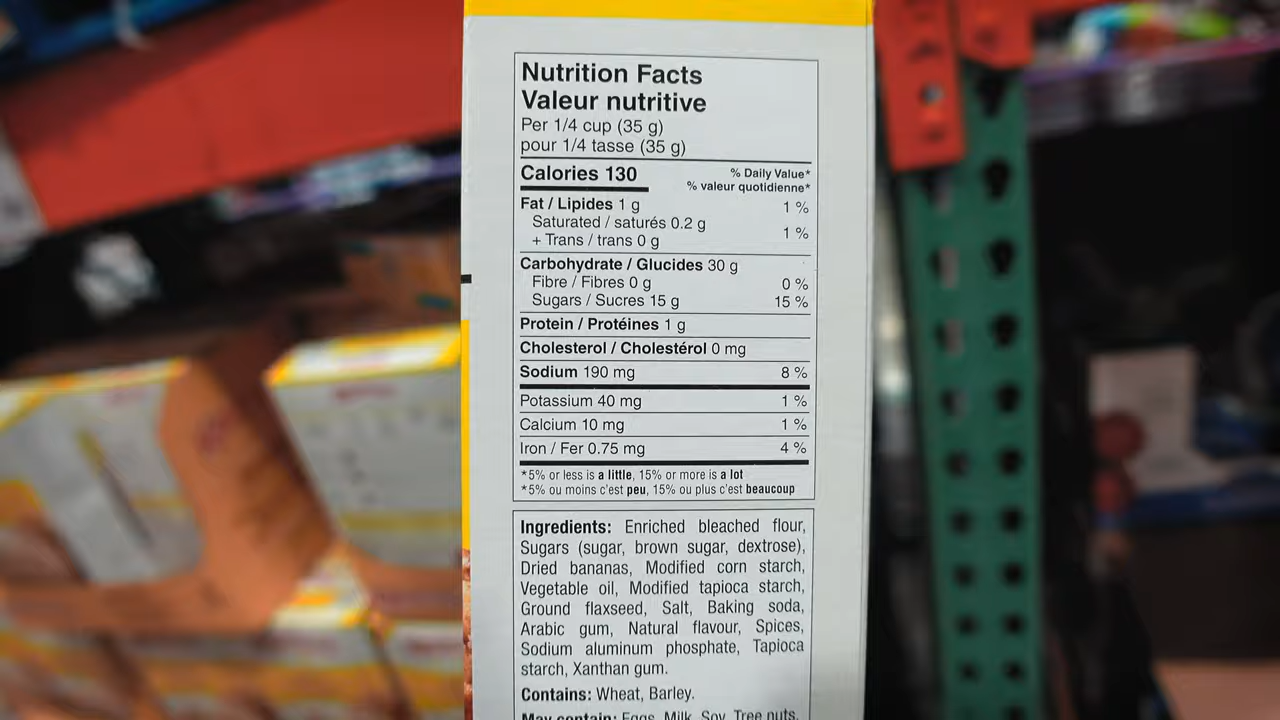 Nutrition Facts
Valeur nutritive
Per 1/4 cup (35 g)
pour 1/4 tasse (35 g)
Calories 130
% Daily Value*
% valeur quotidienne*
Fat / Lipides 1 g 1 %
Saturated / saturés 0.2 g
+ Trans / trans 0 g 1 %
Carbohydrate / Glucides 30 g
Fibre / Fibres 0 g 0 %
Sugars / Sucres 15 g 15 %
Protein / Protéines 1 g
Cholesterol / Cholestérol 0 mg
Sodium 190 mg 8 %
Potassium 40 mg 1 %
Calcium 10 mg 1 %
Iron / Fer 0.75 mg 4 %
*5% or less is a little, 15% or more is a lot
*5% ou moins c'est peu, 15% ou plus c'est beaucoup
Ingredients: Enriched bleached flour,
Sugars (sugar, brown sugar, dextrose),
Dried bananas, Modified corn starch,
Vegetable oil, Modified tapioca starch,
Ground flaxseed, Salt, Baking soda,
Arabic gum, Natural flavour, Spices,
Sodium aluminum phosphate, Tapioca
starch, Xanthan gum.
Contains: Wheat, Barley.
May contain: Eggs, Milk, Soy, Tree nuts.